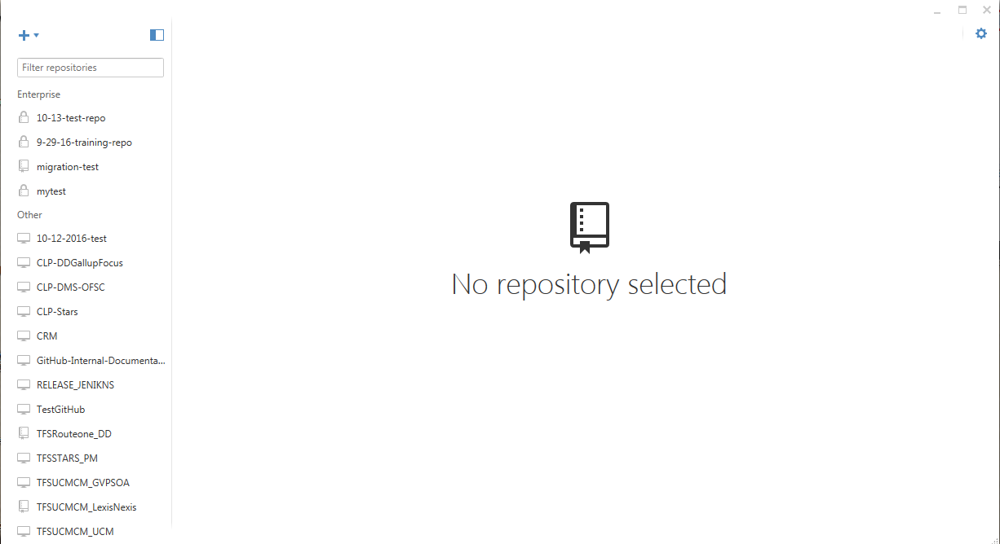 Filter repositories
Enterprise
10-13-test-repo
9-29-16-training-repo
migration-test
mytest
Other
10-12-2016-test
CLP-DDGallupFocus
CLP-DMS-OFSC
CLP-Stars
CRM
GitHub-Internal-Documenta...
RELEASE_JENIKNS
TestGitHub
TFSRouteone_DD
TFSSTARS_PM
TFSUCMCM_GVPSOA
TFSUCMCM_LexisNexis
TFSUCMCM_UCM
No repository selected